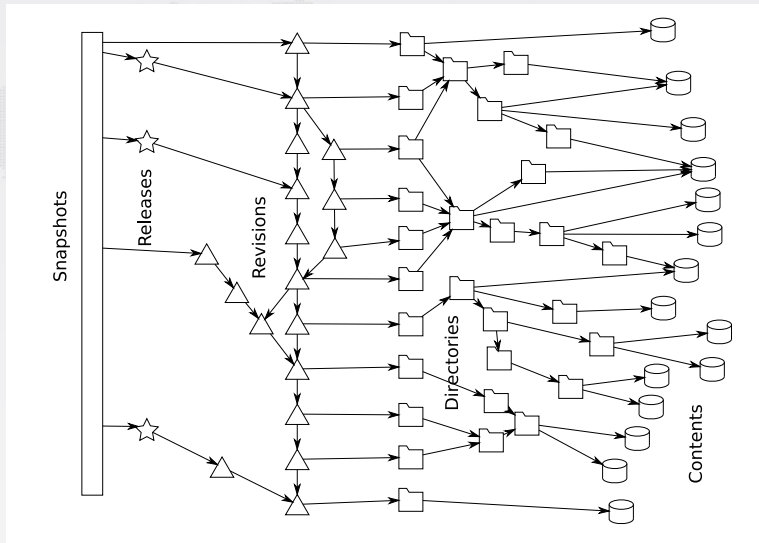 Snapshots
Releases
Revisions
Directories
Contents